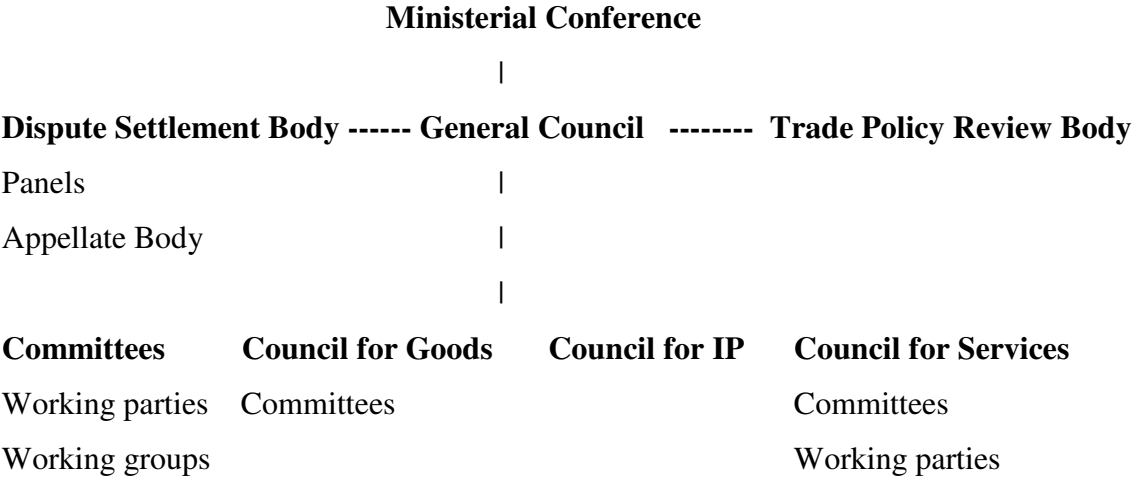 Ministerial Conference
|
Dispute Settlement Body ------ General Council -------- Trade Policy Review Body
Panels |
Appellate Body |
|
Committees Council for Goods Council for IP Council for Services
Working parties Committees Committees
Working groups Working parties